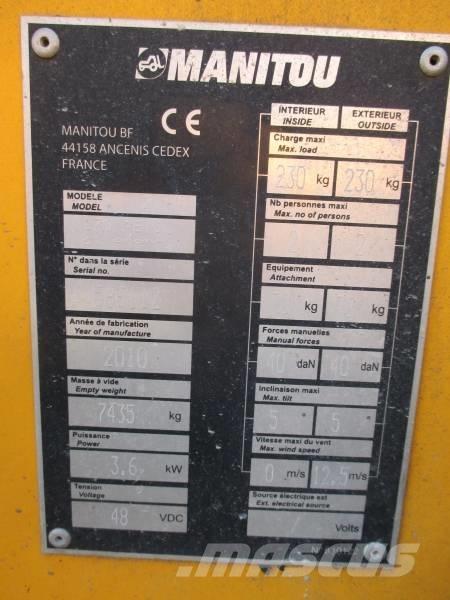 MANITOU
MANITOU BF
44158 ANCENIS CEDEX
FRANCE
CE
MODELE
MODEL
N° dans la série
Serial no.
Année de fabrication
Year of manufacture
2010
Masse à vide
Empty weight
7435 kg
Puissance
Power
3.6 kW
Tension
Voltage
48 VDC
INTERIEUR EXTERIEUR
INSIDE OUTSIDE
Charge maxi
Max. load
230 kg 230 kg
Nb personnes maxi
Max. no of persons
Equipement
Attachment
kg kg
Forces manuelles
Manual forces
40 daN 40 daN
Inclinaison maxi
Max. tilt
5 ° 5 °
Vitesse maxi du vent
Max. wind speed
0 m/s 12.5 m/s
Source électrique ext
Ext. electrical source
Volts
mascus